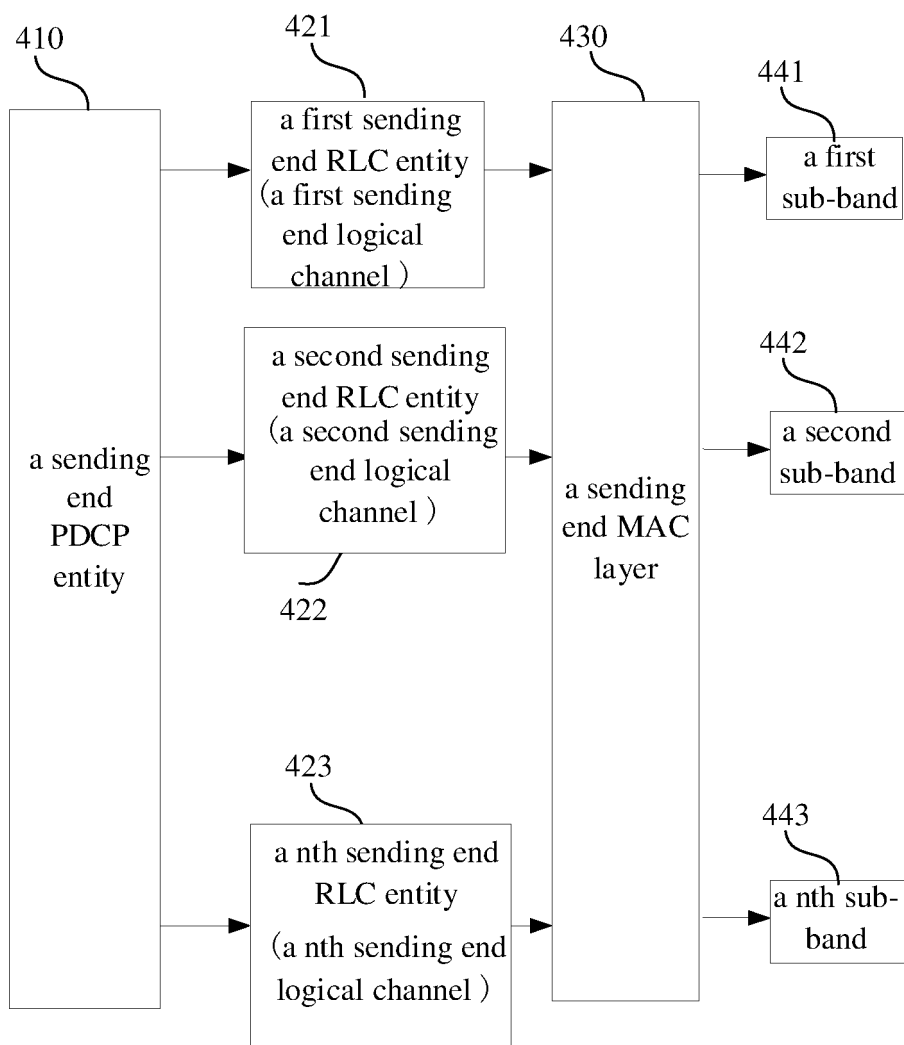 410
421
430
441
a first sending
end RLC entity
(a first sending
end logical
channel)
a first
sub-band
a sending
end
PDCP
entity
a second sending
end RLC entity
(a second sending
end logical
channel)
422
a sending
end MAC
layer
442
a second
sub-band
423
a nth sending end
RLC entity
(a nth sending end
logical channel)
443
a nth sub-
band